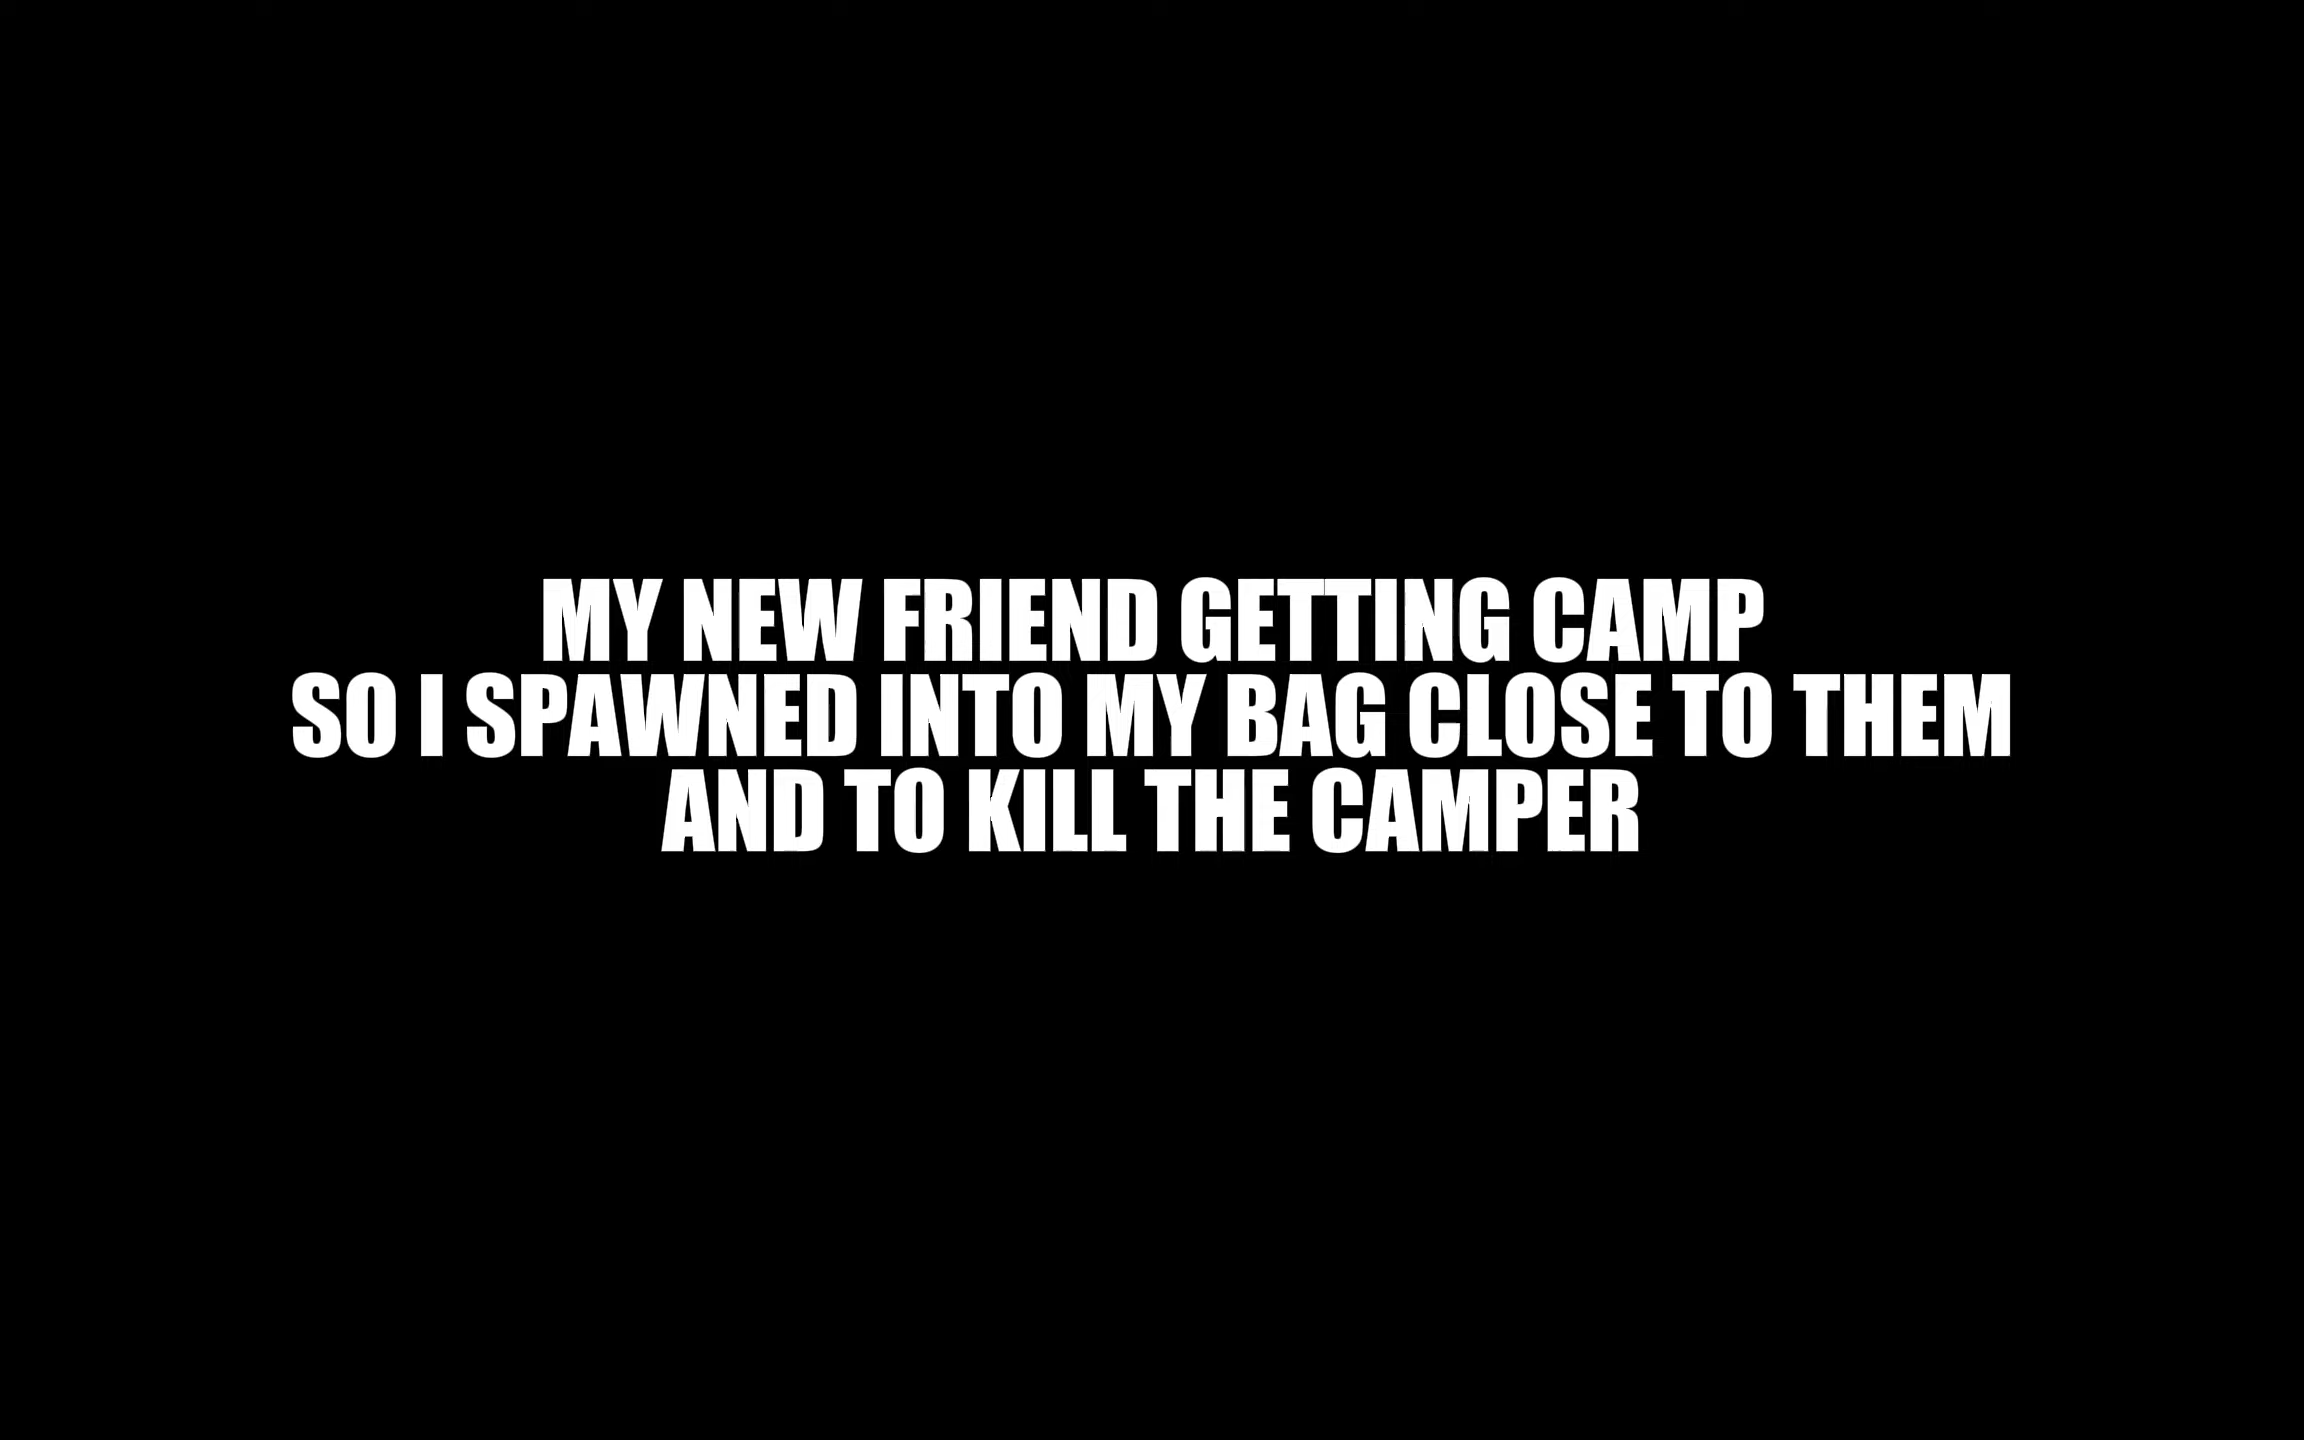 MY NEW FRIEND GETTING CAMP
SO I SPAWNED INTO MY BAG CLOSE TO THEM
AND TO KILL THE CAMPER